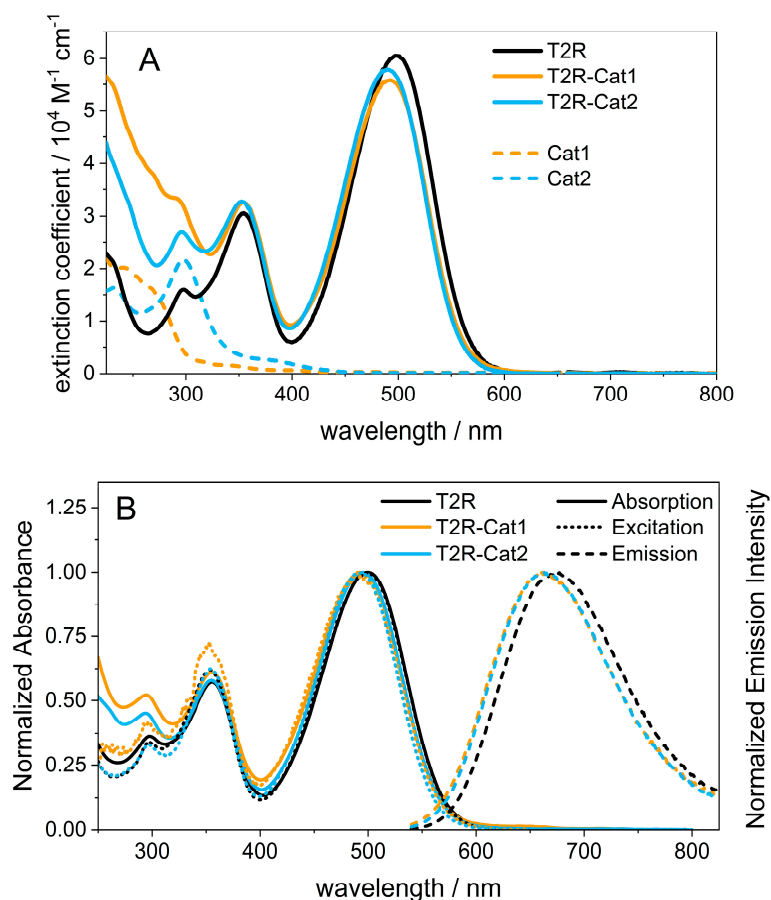 A
T2R
T2R-Cat1
T2R-Cat2
Cat1
Cat2
extinction coefficient / 10⁴ M⁻¹ cm⁻¹
6
5
4
3
2
1
0
300 400 500 600 700 800
wavelength / nm
B
T2R Absorption
T2R-Cat1 Excitation
T2R-Cat2 Emission
Normalized Absorbance
Normalized Emission Intensity
1.25
1.00
0.75
0.50
0.25
0.00
300 400 500 600 700 800
wavelength / nm